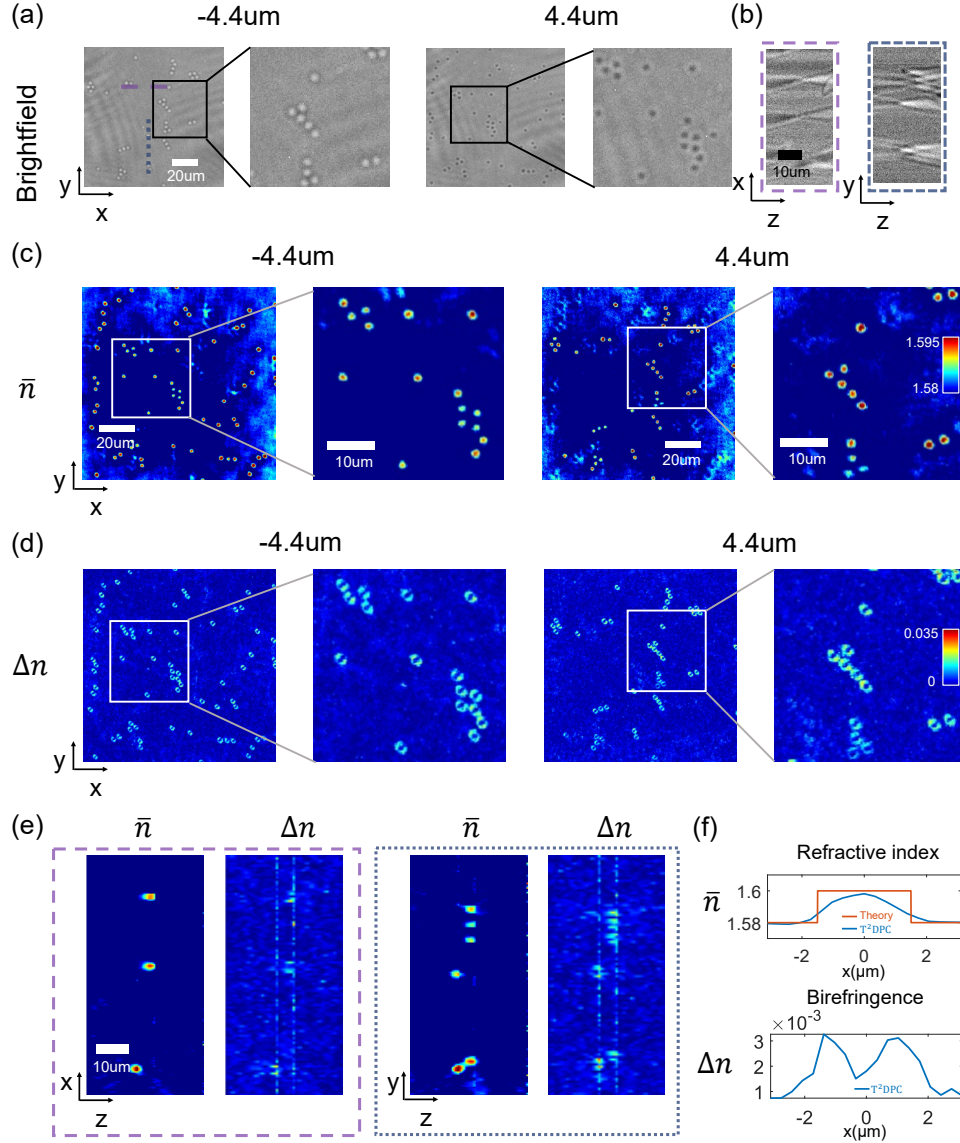 (a)
-4.4um
4.4um
(b)
Brightfield
20um
y
x
10um
x
z
y
z
(c)
-4.4um
4.4um
n̄
20um
10um
20um
10um
1.595
1.58
y
x
(d)
-4.4um
4.4um
Δn
0.035
0
y
x
(e)
n̄
Δn
n̄
Δn
10um
x
z
y
z
(f)
Refractive index
n̄
1.6
1.58
Theory
T²DPC
-2
0
2
x(μm)
Birefringence
× 10⁻³
Δn
3
2
1
T²DPC
-2
0
2
x(μm)